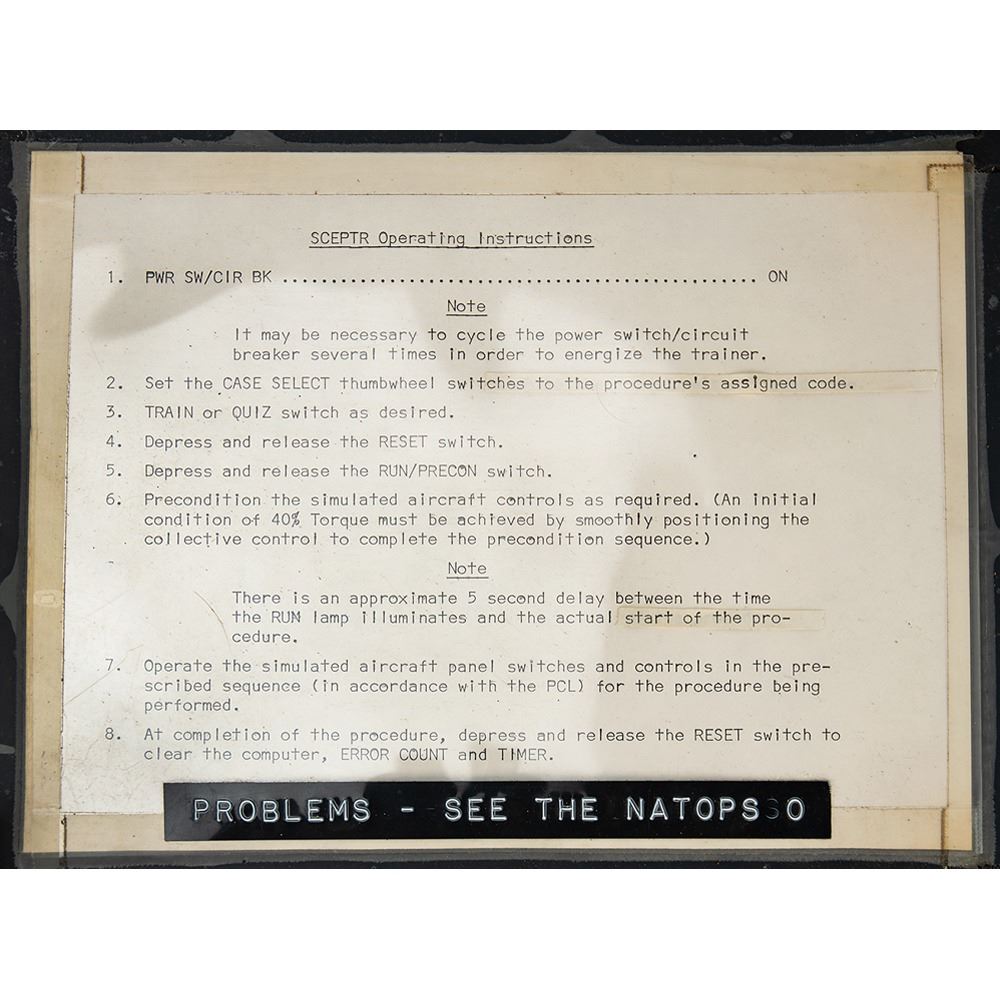 SCEPTR Operating Instructions
1. PWR SW/CIR BK .................................................. ON
Note
It may be necessary to cycle the power switch/circuit
breaker several times in order to energize the trainer.
2. Set the CASE SELECT thumbwheel switches to the procedure's assigned code.
3. TRAIN or QUIZ switch as desired.
4. Depress and release the RESET switch.
5. Depress and release the RUN/PRECON switch.
6. Precondition the simulated aircraft controls as required. (An initial
condition of 40% Torque must be achieved by smoothly positioning the
collective control to complete the precondition sequence.)
Note
There is an approximate 5 second delay between the time
the RUN lamp illuminates and the actual start of the pro-
cedure.
7. Operate the simulated aircraft panel switches and controls in the pre-
scribed sequence (in accordance with the PCL) for the procedure being
performed.
8. At completion of the procedure, depress and release the RESET switch to
clear the computer, ERROR COUNT and TIMER.
PROBLEMS - SEE THE NATOPS O